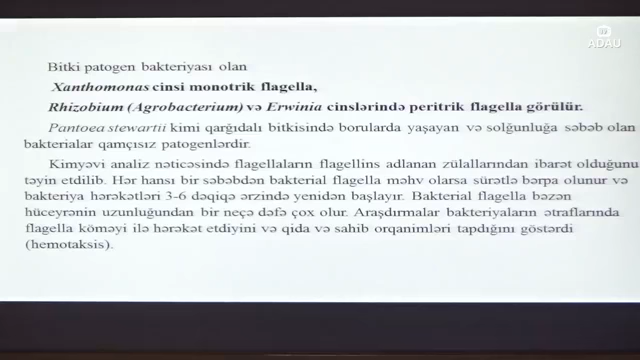 ADAU
Bitki patogen bakteriyası olan
Xanthomonas cinsi monotrik flagella,
Rhizobium (Agrobacterium) və Erwinia cinslərində peritrik flagella görülür.
Pantoea stewartii kimi qarğıdalı bitkisində borularda yaşayan və solğunluğa səbəb olan
bakterialar qamçısız patogenlərdir.
Kimyəvi analiz nəticəsində flagellaların flagellins adlanan zülallarından ibarət olduğunu
təyin edtilib. Hər hansı bir səbəbdən bakterial flagella məhv olarsa sürətlə bərpa olunur və
bakteriya hərəkətləri 3-6 dəqiqə ərzində yenidən başlayır. Bakterial flagella bəzən
hüceyrənin uzunluğundan bir neçə dəfə çox olur. Araşdırmalar bakteriyaların ətraflarında
flagella köməyi ilə hərəkət etdiyini və qida və sahib orqanimləri tapdığını göstərdi
(hemotaksis).